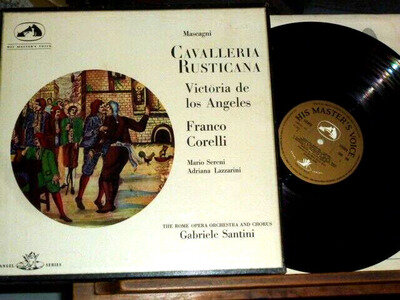 HIS MASTER'S VOICE
Mascagni
CAVALLERIA
RUSTICANA
Victória de
los Angeles
Franco
Corelli
Mario Sereni
Adriana Lazzarini
THE ROME OPERA ORCHESTRA AND CHORUS
Gabriele Santini
ANGEL SERIES
HIS MASTER'S VOICE